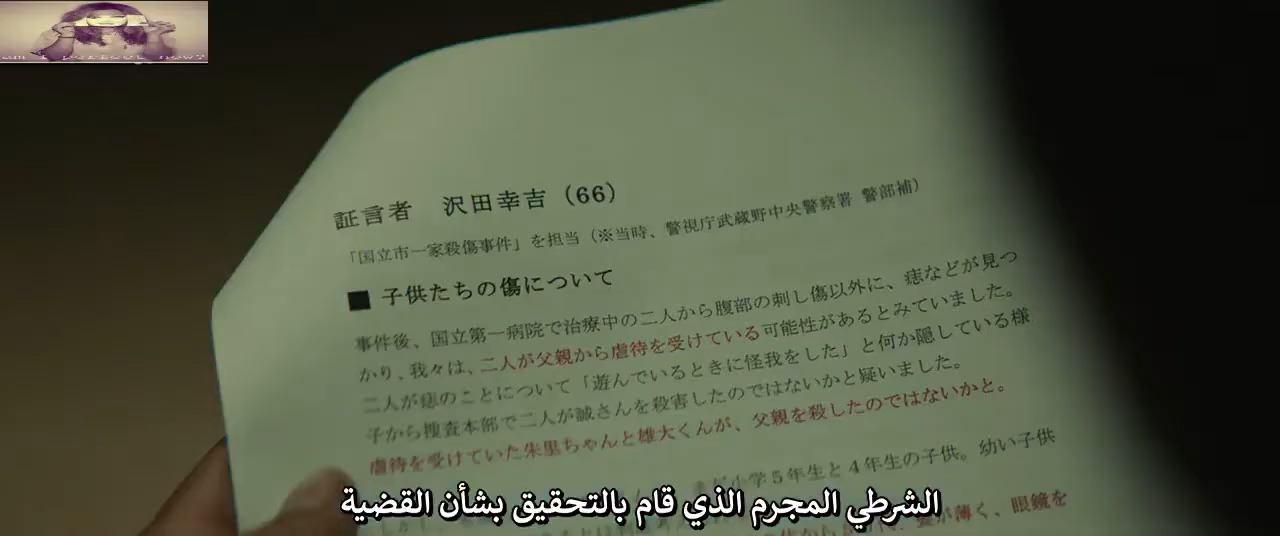 am i perfect now?
証言者　沢田幸吉（66）
「国立市一家殺傷事件」を担当（※当時、警視庁武蔵野中央警察署 警部補）
■ 子供たちの傷について
事件後、国立第一病院で治療中の二人から腹部の刺し傷以外に、痣などが見つ
かり、我々は、二人が父親から虐待を受けている可能性があるとみていました。
二人が痣のことについて「遊んでいるときに怪我をした」と何か隠している様
子から捜査本部で二人が誠さんを殺害したのではないかと疑いました。
虐待を受けていた朱里ちゃんと雄大くんが、父親を殺したのではないかと。
まだ小学5年生と4年生の子供。幼い子供
が薄く、眼鏡を
الشرطي المجرم الذي قام بالتحقيق بشأن القضية